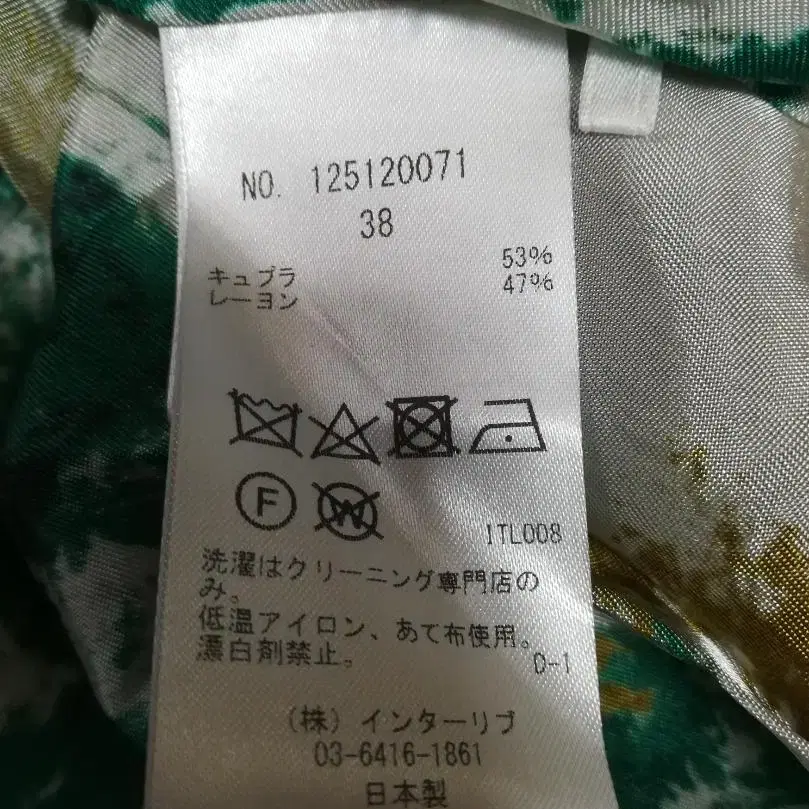 NO. 125120071
38
キュプラ 53%
レーヨン 47%
F W
ITL008
洗濯はクリーニング専門店の
み。
低温アイロン、あて布使用。
漂白剤禁止。
D-1
(株)インターリブ
03-6416-1861
日本製